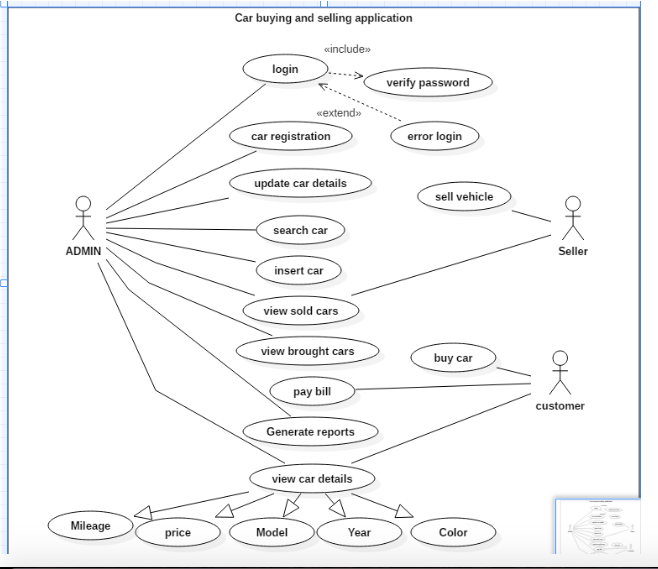 Car buying and selling application
«include»
login
verify password
«extend»
car registration
error login
update car details
sell vehicle
search car
ADMIN
Seller
insert car
view sold cars
view brought cars
buy car
pay bill
customer
Generate reports
view car details
Mileage
price
Model
Year
Color